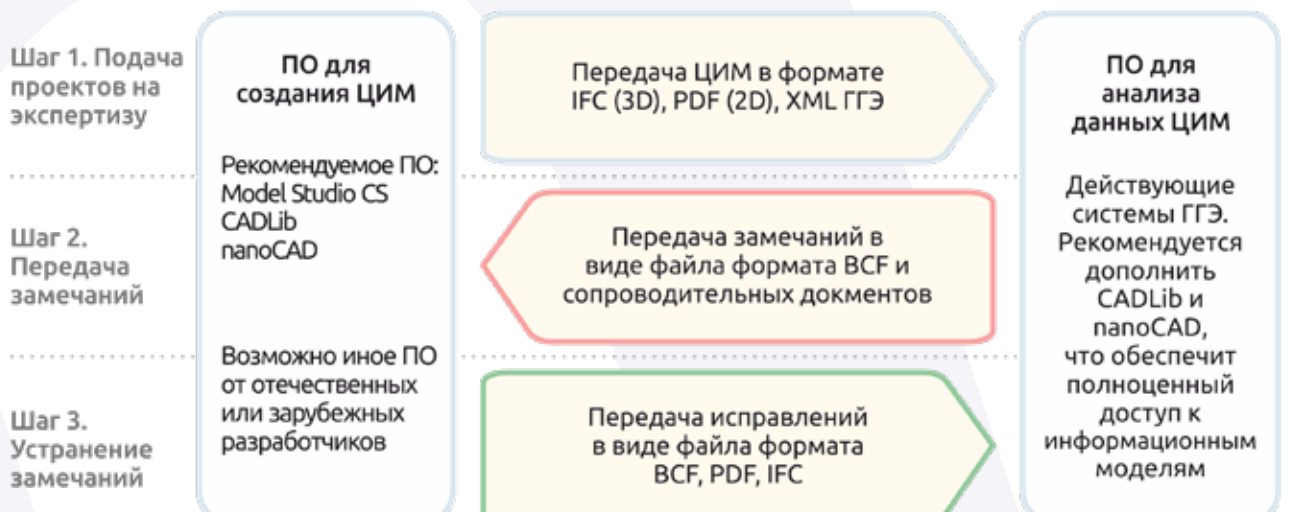 Шаг 1. Подача
проектов на
экспертизу
Шаг 2.
Передача
замечаний
Шаг 3.
Устранение
замечаний
ПО для
создания ЦИМ
Рекомендуемое ПО:
Model Studio CS
CADLib
nanoCAD
Возможно иное ПО
от отечественных
или зарубежных
разработчиков
Передача ЦИМ в формате
IFC (3D), PDF (2D), XML ГГЭ
Передача замечаний в
виде файла формата BCF и
сопроводительных докментов
Передача исправлений
в виде файла формата
BCF, PDF, IFC
ПО для
анализа
данных ЦИМ
Действующие
системы ГГЭ.
Рекомендуется
дополнить
CADLib и
nanoCAD,
что обеспечит
полноценный
доступ к
информационным
моделям